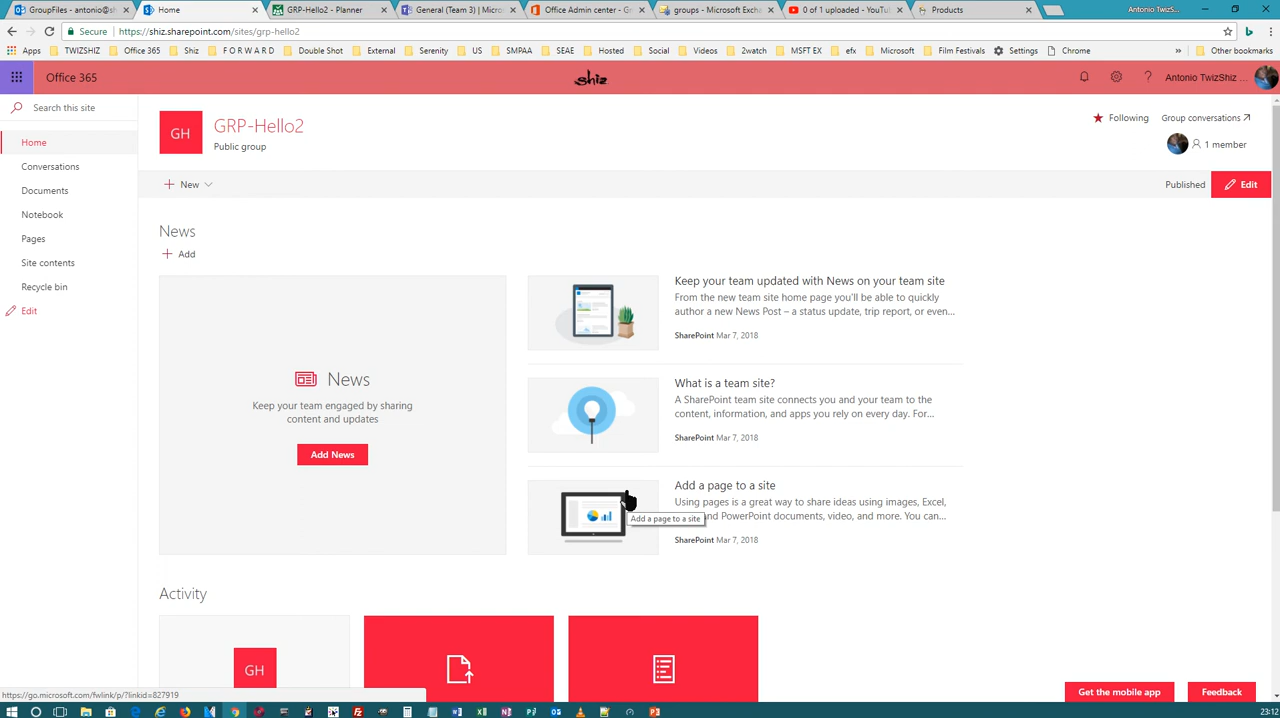 GroupFiles - antonio@sh
Home
GRP-Hello2 - Planner
General (Team 3) | Micros
Office Admin center - Gr
groups - Microsoft Excha
0 of 1 uploaded - YouTu
Products
Antonio TwizSh...
Secure
https://shiz.sharepoint.com/sites/grp-hello2
Apps TWIZSHIZ Office 365 Shiz F O R W A R D Double Shot External Serenity US SMPAA SEAE Hosted Social Videos 2watch MSFT EX efx Microsoft Film Festivals Settings Chrome » Other bookmarks
Office 365
shiz
Antonio TwizShiz ...
Search this site
Home
Conversations
Documents
Notebook
Pages
Site contents
Recycle bin
Edit
GH
GRP-Hello2
Public group
Following
Group conversations
1 member
New
Published
Edit
News
Add
News
Keep your team engaged by sharing
content and updates
Add News
Keep your team updated with News on your team site
From the new team site home page you'll be able to quickly
author a new News Post – a status update, trip report, or even...
SharePoint Mar 7, 2018
What is a team site?
A SharePoint team site connects you and your team to the
content, information, and apps you rely on every day. For...
SharePoint Mar 7, 2018
Add a page to a site
Using pages is a great way to share ideas using images, Excel,
and PowerPoint documents, video, and more. You can...
Add a page to a site
SharePoint Mar 7, 2018
Activity
GH
https://go.microsoft.com/fwlink/p/?linkid=827919
Get the mobile app
Feedback
23:12